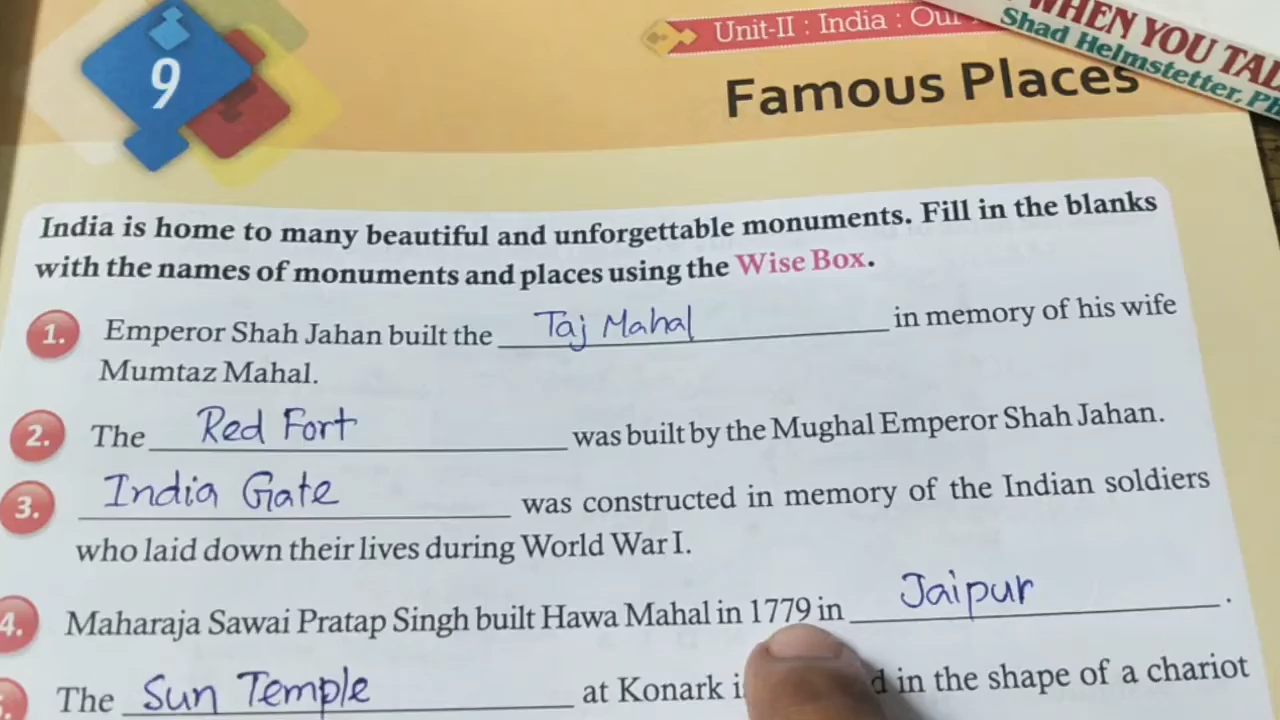 9
Unit-II : India : Our
WHEN YOU TAL
Shad Helmstetter, Ph
Famous Places
India is home to many beautiful and unforgettable monuments. Fill in the blanks
with the names of monuments and places using the Wise Box.
1. Emperor Shah Jahan built the Taj Mahal in memory of his wife
Mumtaz Mahal.
2. The Red Fort was built by the Mughal Emperor Shah Jahan.
3. India Gate was constructed in memory of the Indian soldiers
who laid down their lives during World War I.
4. Maharaja Sawai Pratap Singh built Hawa Mahal in 1779 in Jaipur.
The Sun Temple at Konark in the shape of a chariot